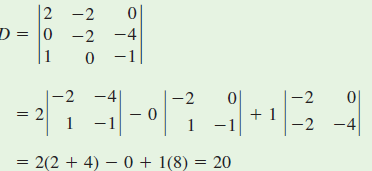 D = |2 -2 0|
|0 -2 -4|
|1 0 -1|
= 2 |-2 -4| - 0 |-2 0| + 1 |-2 0|
|1 -1| |1 -1| |-2 -4|
= 2(2 + 4) - 0 + 1(8) = 20